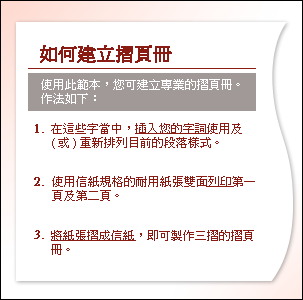 如何建立摺頁冊
使用此範本，您可建立專業的摺頁冊。
作法如下：
1. 在這些字當中，插入您的字詞使用及
(或) 重新排列目前的段落樣式。
2. 使用信紙規格的耐用紙張雙面列印第一
頁及第二頁。
3. 將紙張摺成信紙，即可製作三摺的摺頁
冊。